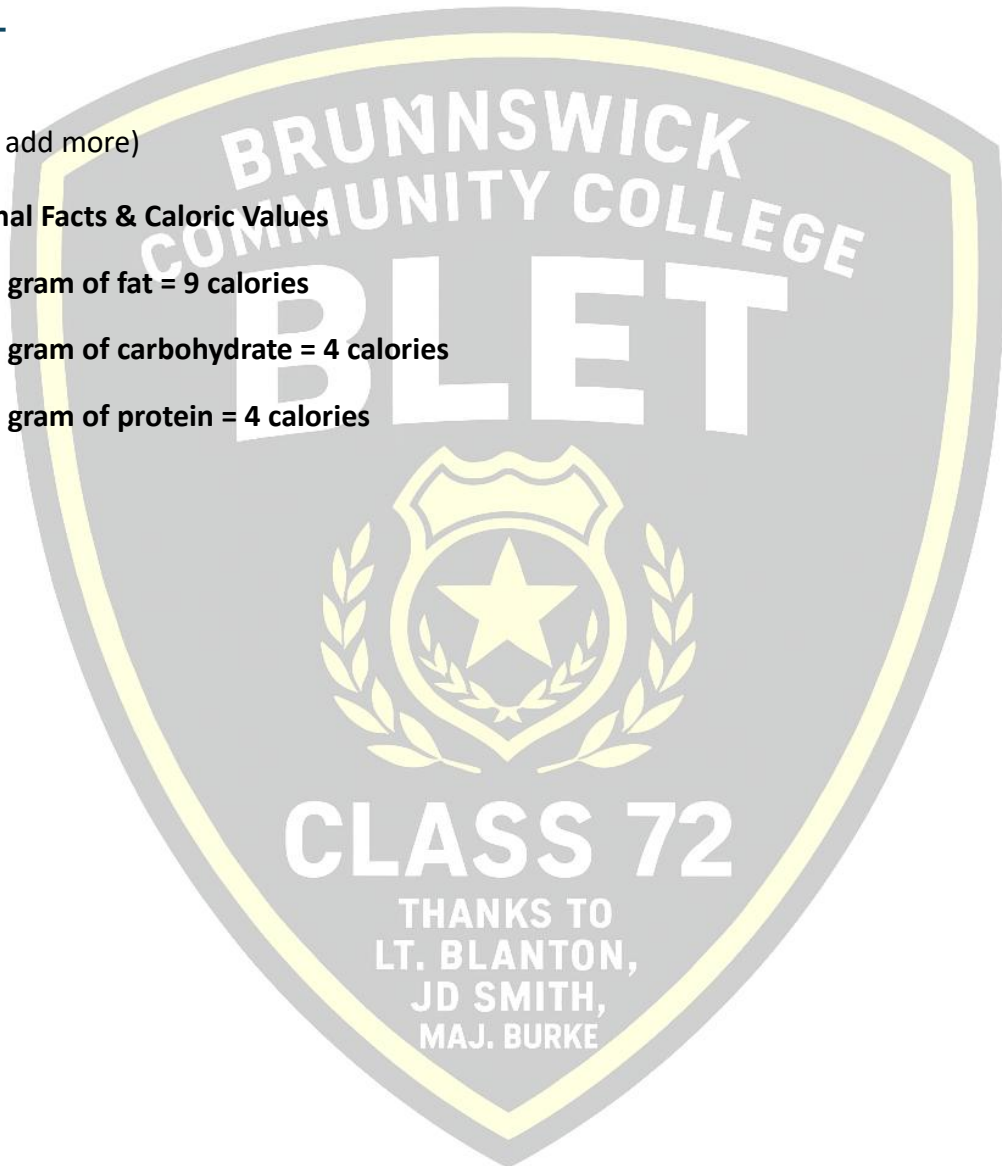 add more)
nal Facts & Caloric Values
gram of fat = 9 calories
gram of carbohydrate = 4 calories
gram of protein = 4 calories
BRUNNSWICK
COMMUNITY COLLEGE
BLET
CLASS 72
THANKS TO
LT. BLANTON,
JD SMITH,
MAJ. BURKE